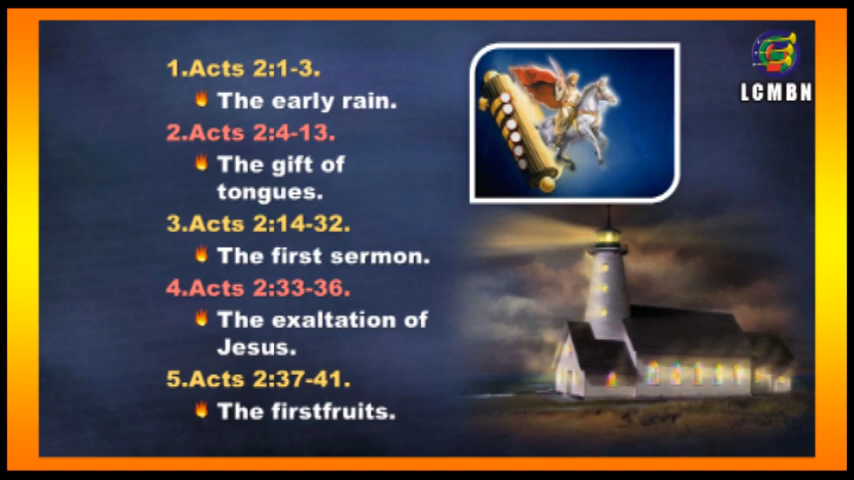 1.Acts 2:1-3.
The early rain.
2.Acts 2:4-13.
The gift of
tongues.
3.Acts 2:14-32.
The first sermon.
4.Acts 2:33-36.
The exaltation of
Jesus.
5.Acts 2:37-41.
The firstfruits.
LCMBN